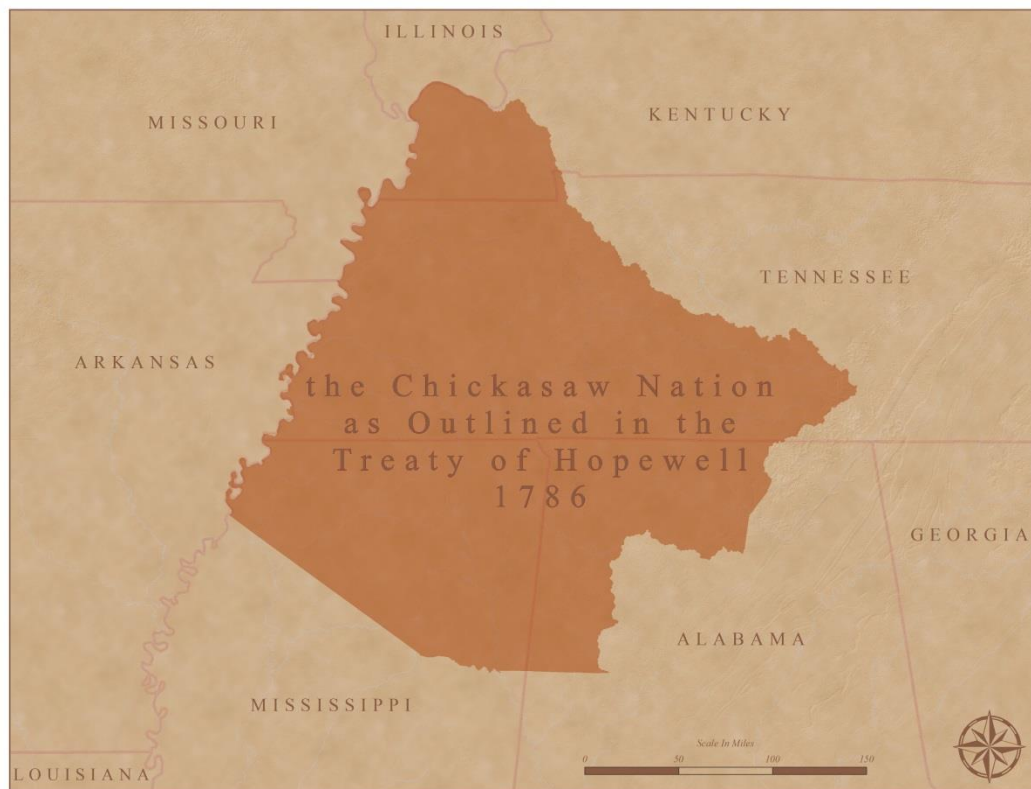 ILLINOIS
MISSOURI
KENTUCKY
TENNESSEE
ARKANSAS
the Chickasaw Nation
as Outlined in the
Treaty of Hopewell
1786
GEORGIA
ALABAMA
MISSISSIPPI
LOUISIANA
Scale In Miles
0 50 100 150